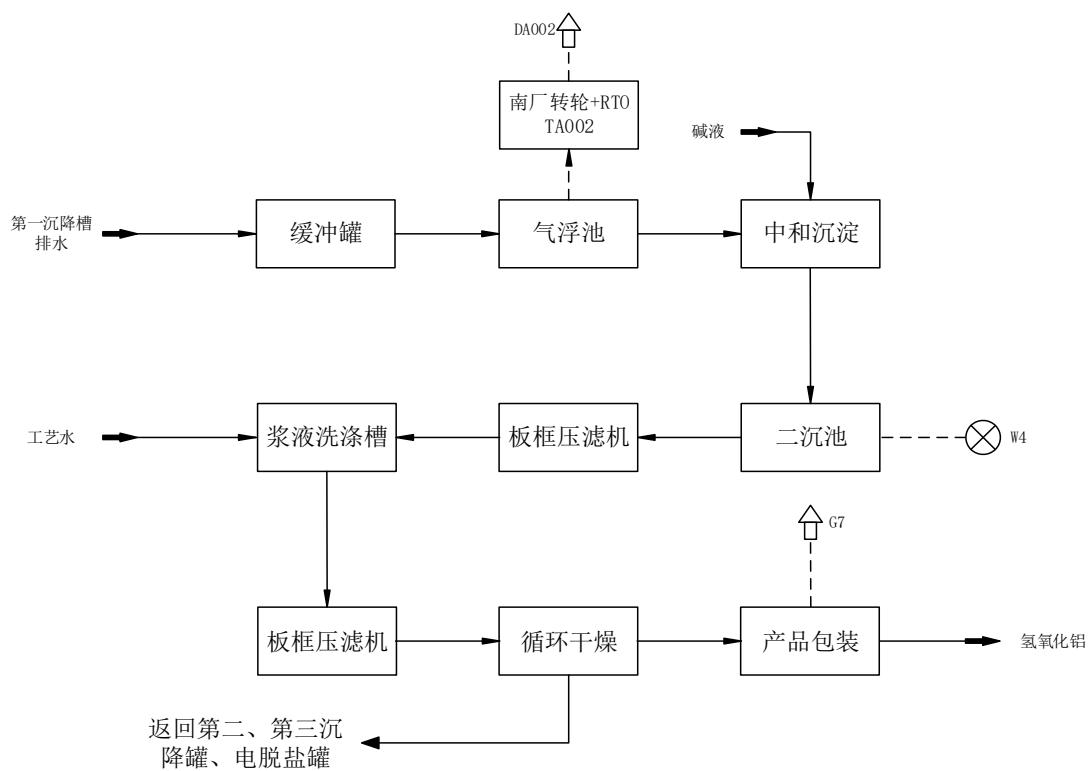 DA002
南厂转轮+RTO
TA002
碱液
第一沉降槽
排水
缓冲罐
气浮池
中和沉淀
工艺水
浆液洗涤槽
板框压滤机
二沉池
W4
G7
板框压滤机
循环干燥
产品包装
氢氧化铝
返回第二、第三沉
降罐、电脱盐罐